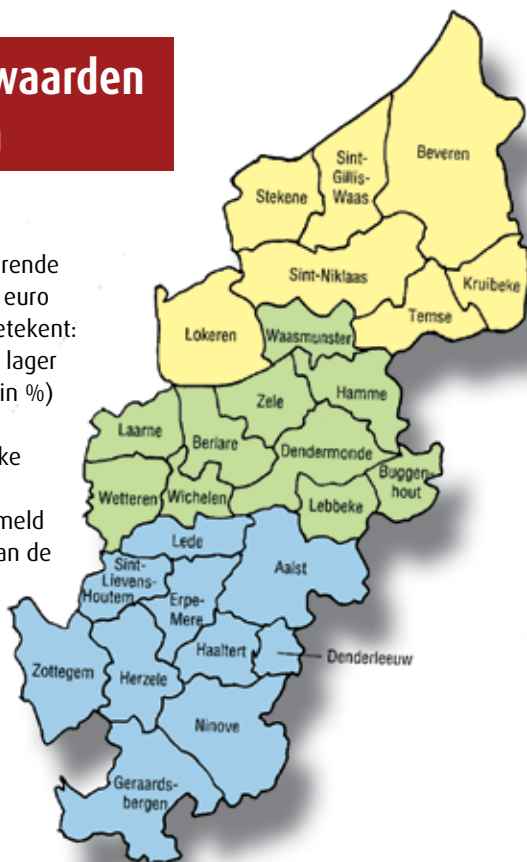 waarden
rende
euro
etekent:
lager
in %)
ke
meld
an de
Beveren
Sint-
Gillis-
Waas
Stekene
Sint-Niklaas
Kruibeke
Temse
Lokeren
Waasmunster
Hamme
Zele
Laarne
Berlare
Dendermonde
Buggen-
hout
Wetteren
Wichelen
Lebbeke
Lede
Aalst
Sint-
Lievens-
Houtem
Erpe-
Mere
Haaltert
Denderleeuw
Zottegem
Herzele
Ninove
Geraards-
bergen